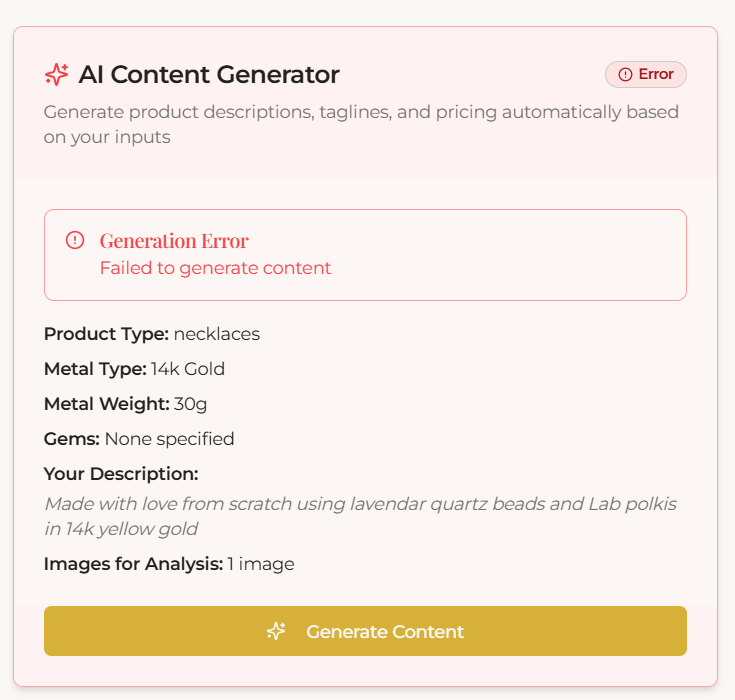 AI Content Generator
Error
Generate product descriptions, taglines, and pricing automatically based
on your inputs
Generation Error
Failed to generate content
Product Type: necklaces
Metal Type: 14k Gold
Metal Weight: 30g
Gems: None specified
Your Description:
Made with love from scratch using lavendar quartz beads and Lab polkis
in 14k yellow gold
Images for Analysis: 1 image
Generate Content